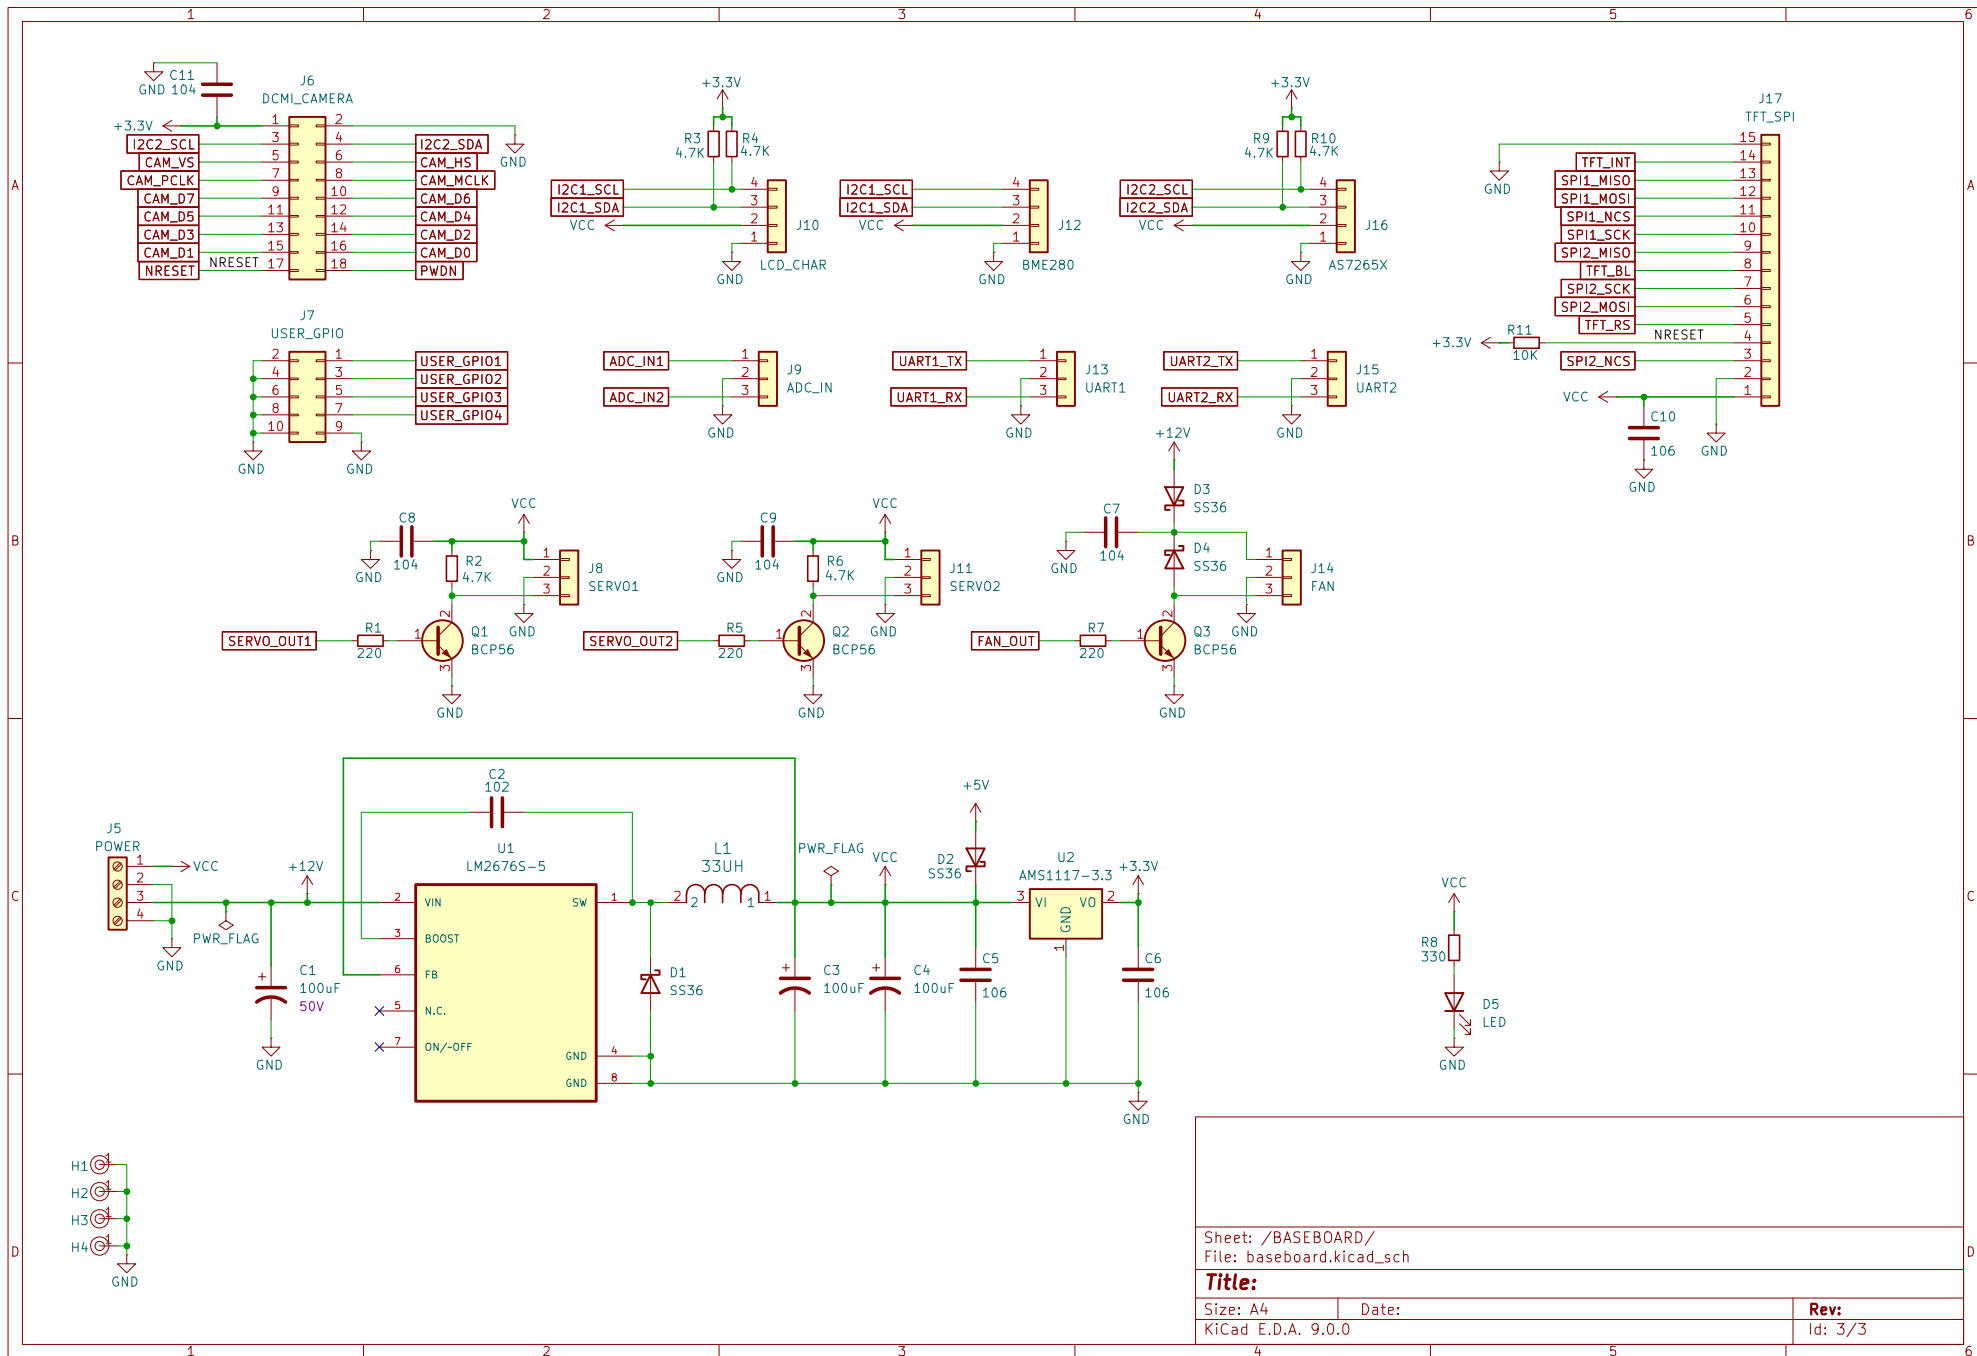 1 2 3 4 5 6
A
B
C
D
C11
GND 104
+3.3V
J6
DCMI_CAMERA
1 2
I2C2_SCL 3 4 I2C2_SDA
CAM_VS 5 6 CAM_HS
CAM_PCLK 7 8 CAM_MCLK
CAM_D7 9 10 CAM_D6
CAM_D5 11 12 CAM_D4
CAM_D3 13 14 CAM_D2
CAM_D1 15 16 CAM_D0
NRESET NRESET 17 18 PWDN
GND
+3.3V
R3
4.7K
R4
4.7K
I2C1_SCL 4
I2C1_SDA 3
VCC 2
1
J10
LCD_CHAR
GND
I2C1_SCL 4
I2C1_SDA 3
VCC 2
1
J12
BME280
GND
+3.3V
R9
4.7K
R10
4.7K
I2C2_SCL 4
I2C2_SDA 3
VCC 2
1
J16
AS7265X
GND
J17
TFT_SPI
15
GND
TFT_INT 14
SPI1_MISO 13
SPI1_MOSI 12
SPI1_NCS 11
SPI1_SCK 10
SPI2_MISO 9
TFT_BL 8
SPI2_SCK 7
SPI2_MOSI 6
TFT_RS 5
+3.3V R11 10K NRESET 4
SPI2_NCS 3
2
VCC 1
C10
106
GND
GND
J7
USER_GPIO
2 1 USER_GPIO1
4 3 USER_GPIO2
6 5 USER_GPIO3
8 7 USER_GPIO4
10 9
GND GND
ADC_IN1 1
2
ADC_IN2 3
J9
ADC_IN
GND
UART1_TX 1
2
UART1_RX 3
J13
UART1
GND
UART2_TX 1
2
UART2_RX 3
J15
UART2
GND
VCC
C8
104
GND
R2
4.7K
1
2
3
J8
SERVO1
GND
SERVO_OUT1
R1
220
1
2
3
Q1
BCP56
GND
VCC
C9
104
GND
R6
4.7K
1
2
3
J11
SERVO2
GND
SERVO_OUT2
R5
220
1
2
3
Q2
BCP56
GND
+12V
D3
SS36
C7
104
GND
D4
SS36
1
2
3
J14
FAN
GND
FAN_OUT
R7
220
1
2
3
Q3
BCP56
GND
J5
POWER
1 VCC
2
3
4
GND
PWR_FLAG
+12V
+
C1
100uF
50V
GND
C2
102
U1
LM2676S-5
2 VIN SW 1
3 BOOST
6 FB
5 N.C.
7 ON/~OFF
GND 4
GND 8
L1
33UH
2 1
2 1
D1
SS36
PWR_FLAG
VCC
+
C3
100uF
+
C4
100uF
+5V
D2
SS36
C5
106
U2
AMS1117-3.3
3 VI VO 2
GND
1
+3.3V
C6
106
GND
VCC
R8
330
D5
LED
GND
H1 1
H2 1
H3 1
H4 1
GND
Sheet: /BASEBOARD/
File: baseboard.kicad_sch
Title:
Size: A4 Date: Rev:
KiCad E.D.A. 9.0.0 Id: 3/3
A
B
C
D
1 2 3 4 5 6